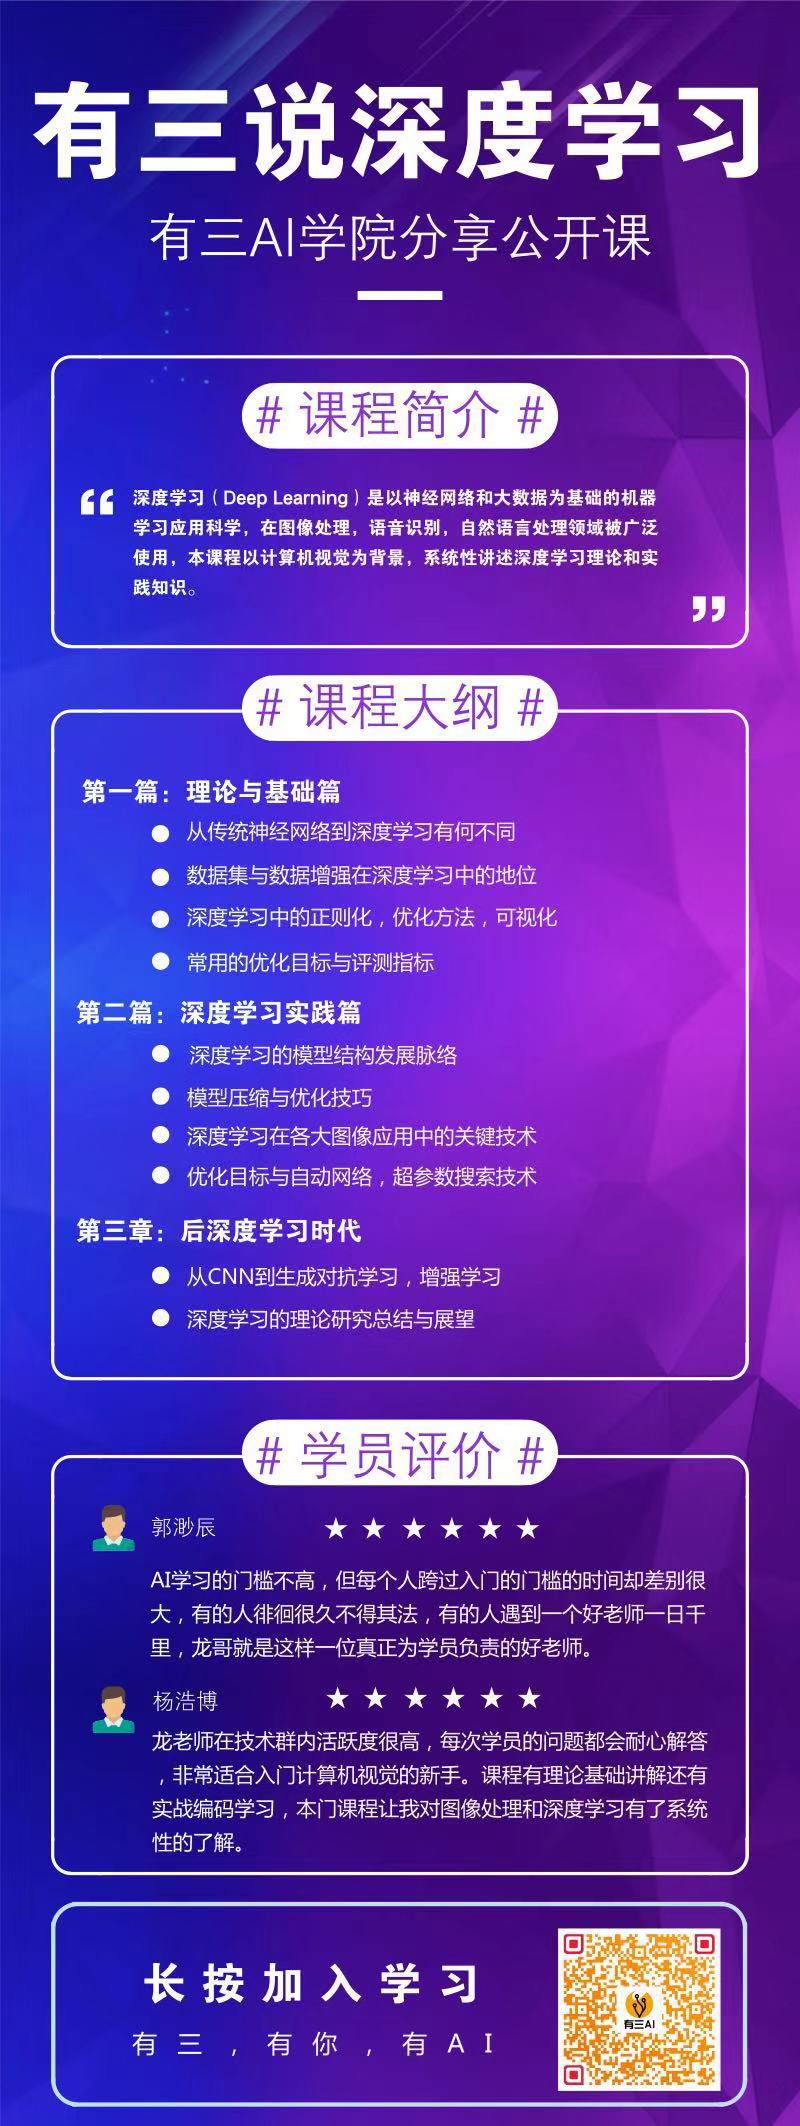 有三说深度学习
有三AI学院分享公开课
# 课程简介 #
“ 深度学习（Deep Learning）是以神经网络和大数据为基础的机器
学习应用科学，在图像处理，语音识别，自然语言处理领域被广泛
使用，本课程以计算机视觉为背景，系统性讲述深度学习理论和实
践知识。 ”
# 课程大纲 #
第一篇：理论与基础篇
● 从传统神经网络到深度学习有何不同
● 数据集与数据增强在深度学习中的地位
● 深度学习中的正则化，优化方法，可视化
● 常用的优化目标与评测指标
第二篇：深度学习实践篇
● 深度学习的模型结构发展脉络
● 模型压缩与优化技巧
● 深度学习在各大图像应用中的关键技术
● 优化目标与自动网络，超参数搜索技术
第三章：后深度学习时代
● 从CNN到生成对抗学习，增强学习
● 深度学习的理论研究总结与展望
# 学员评价 #
郭渺辰 ★ ★ ★ ★ ★ ★
AI学习的门槛不高，但每个人跨过入门的门槛的时间却差别很
大，有的人徘徊很久不得其法，有的人遇到一个好老师一日千
里，龙哥就是这样一位真正为学员负责的好老师。
杨浩博 ★ ★ ★ ★ ★ ★
龙老师在技术群内活跃度很高，每次学员的问题都会耐心解答
，非常适合入门计算机视觉的新手。课程有理论基础讲解还有
实战编码学习，本门课程让我对图像处理和深度学习有了系统
性的了解。
长按加入学习
有三，有你，有AI
有三AI